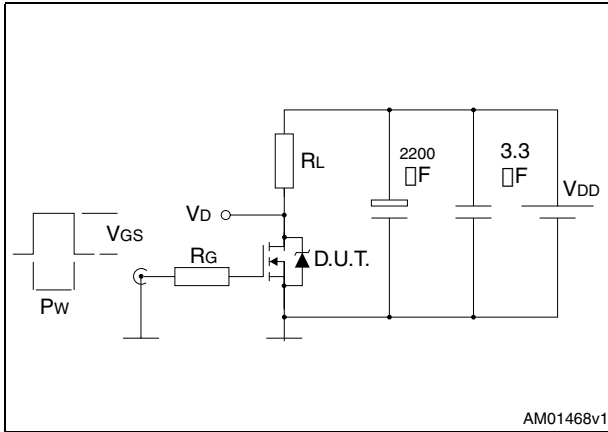 RL
2200
▯F
3.3
▯F
VDD
VD
VGS
RG
D.U.T.
PW
AM01468v1